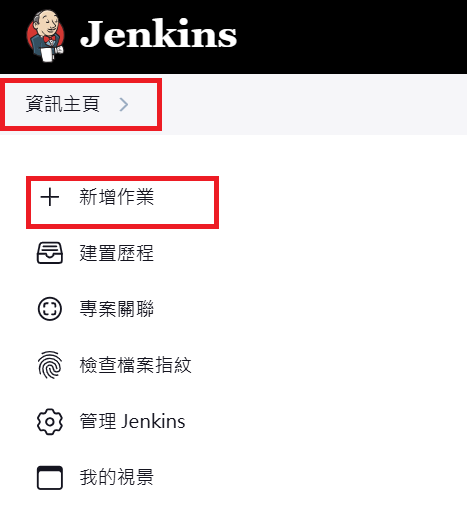 Jenkins
資訊主頁
新增作業
建置歷程
專案關聯
檢查檔案指紋
管理 Jenkins
我的視景